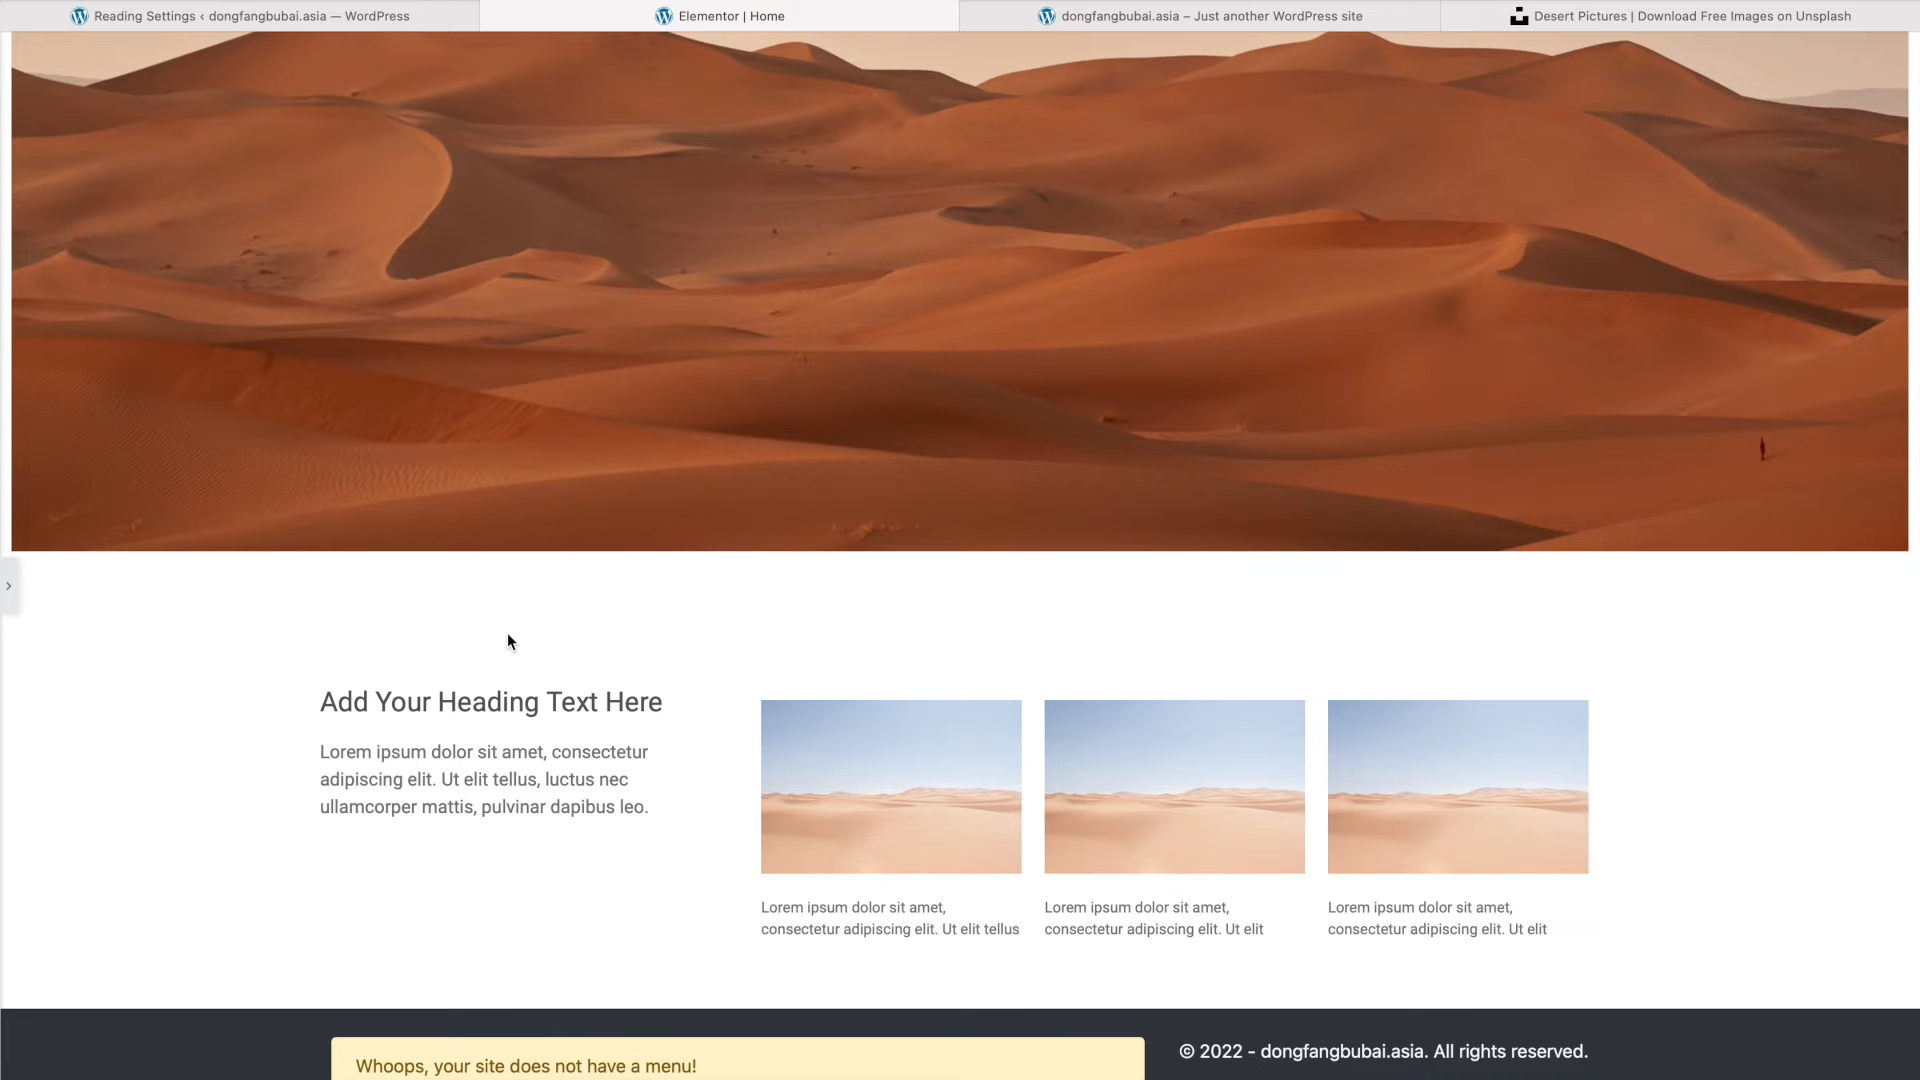 Reading Settings ‹ dongfangbubai.asia — WordPress
Elementor | Home
dongfangbubai.asia – Just another WordPress site
Desert Pictures | Download Free Images on Unsplash
Add Your Heading Text Here
Lorem ipsum dolor sit amet, consectetur
adipiscing elit. Ut elit tellus, luctus nec
ullamcorper mattis, pulvinar dapibus leo.
Lorem ipsum dolor sit amet,
consectetur adipiscing elit. Ut elit tellus
Lorem ipsum dolor sit amet,
consectetur adipiscing elit. Ut elit
Lorem ipsum dolor sit amet,
consectetur adipiscing elit. Ut elit
Whoops, your site does not have a menu!
© 2022 - dongfangbubai.asia. All rights reserved.